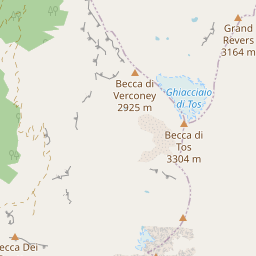 Grand
Revers
3164 m
Becca di
Verconey
2925 m
Ghiacciaio
di Tos
Becca di
Tos
3304 m
ecca Dei